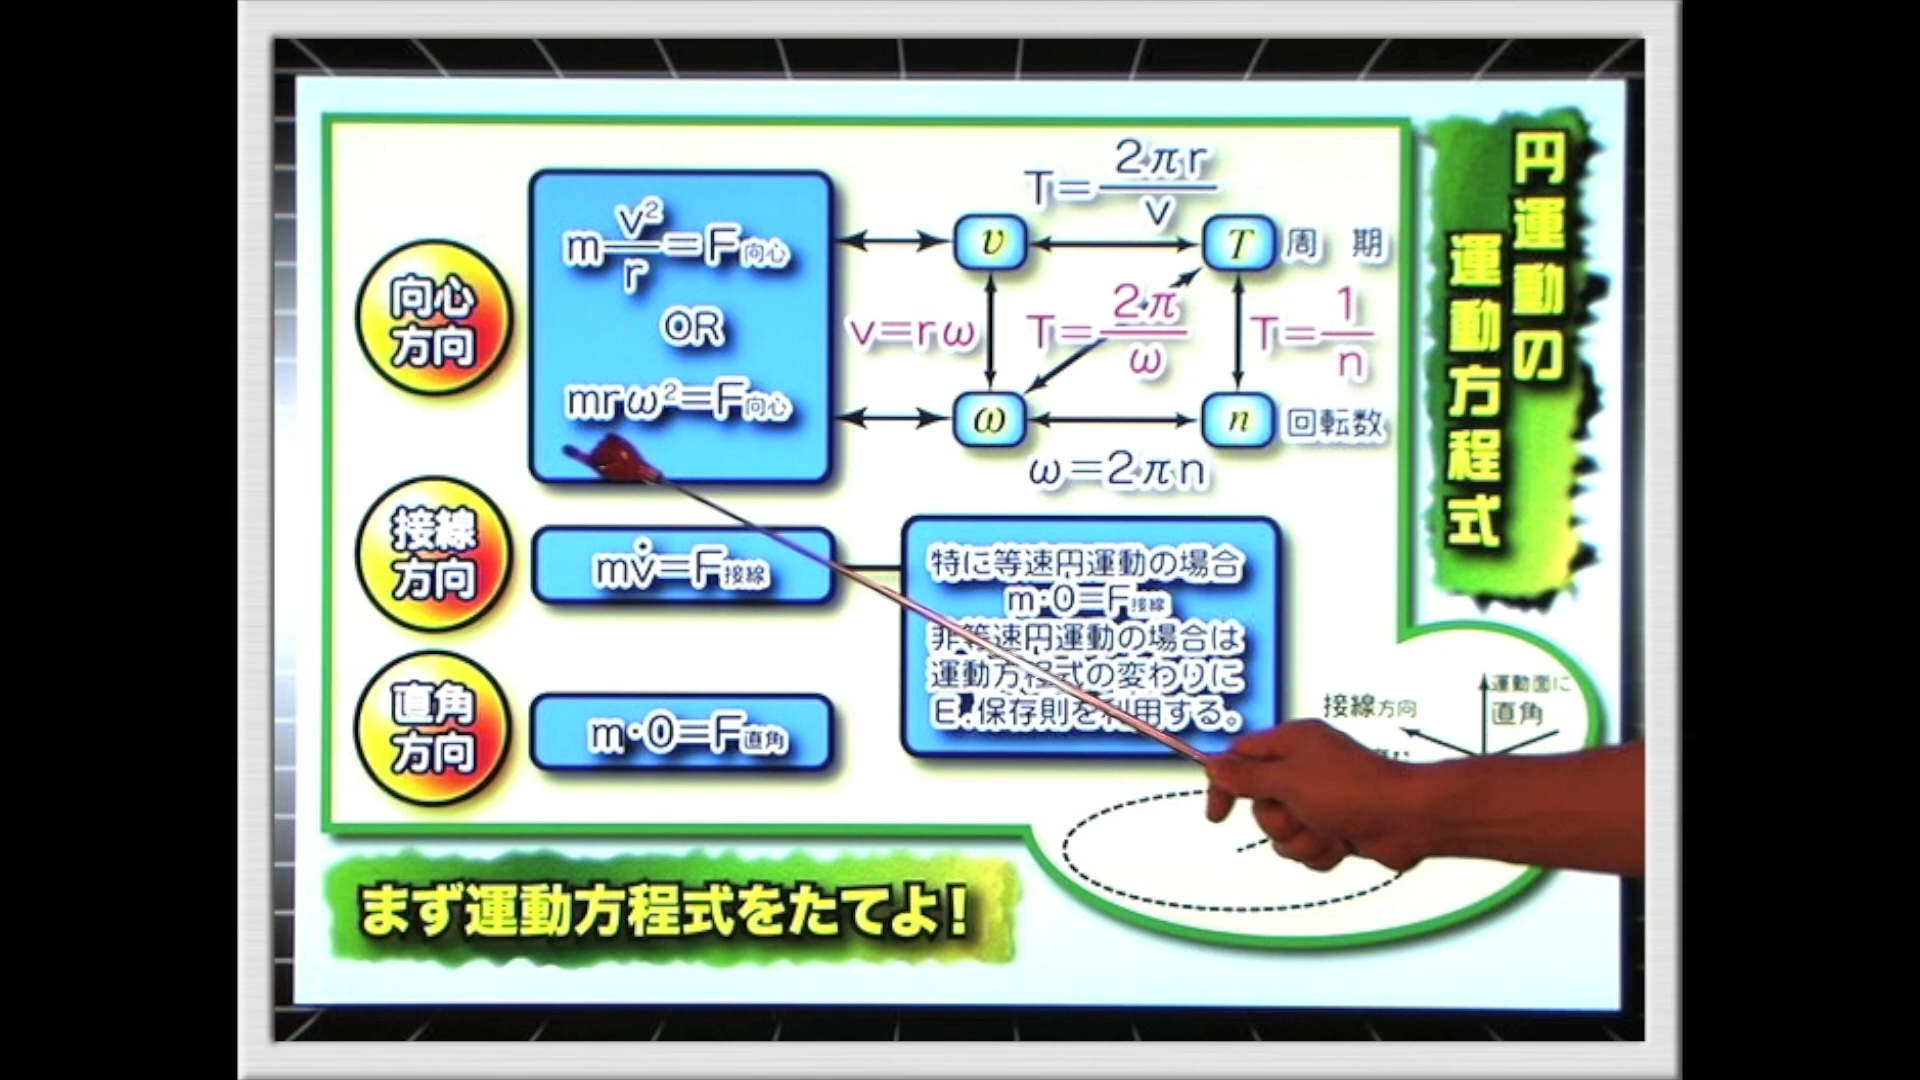 円運動の
運動方程式
向心
方向
m v²/r = F向心
OR
mrω²=F向心
T= 2πr/v
v
T
周 期
v=rω
T= 2π/ω
T= 1/n
ω
n
回転数
ω=2πn
接線
方向
mv̇=F接線
特に等速円運動の場合
m·0=F接線
非等速円運動の場合は
運動方程式の変わりに
E.保存則を利用する。
直角
方向
m·0=F直角
接線方向
運動面に
直角
まず運動方程式をたてよ!